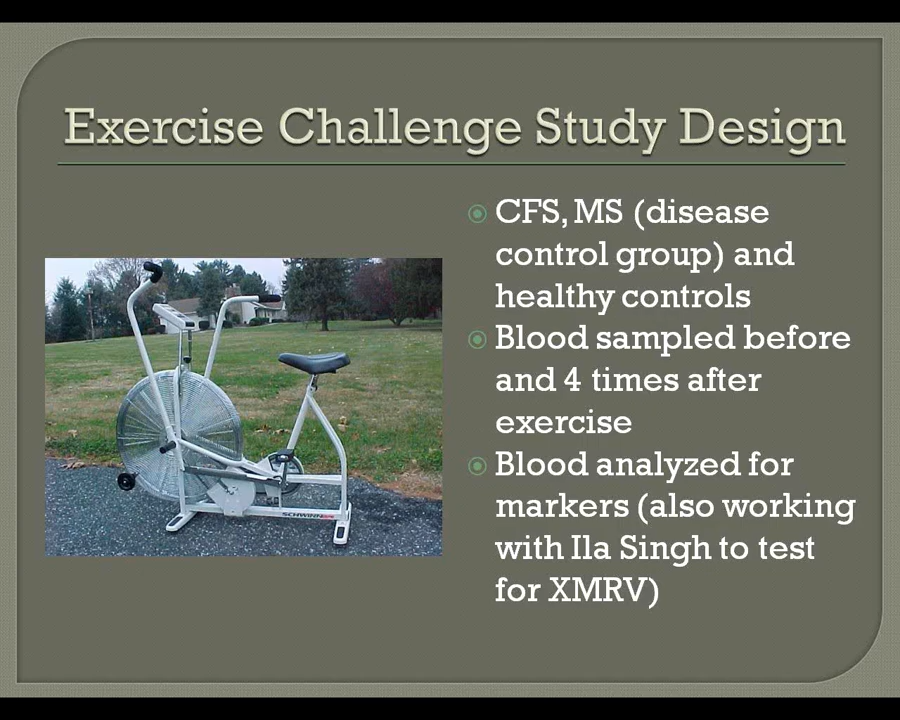 Exercise Challenge Study Design
CFS, MS (disease
control group) and
healthy controls
Blood sampled before
and 4 times after
exercise
Blood analyzed for
markers (also working
with Ila Singh to test
for XMRV)
SCHWINN